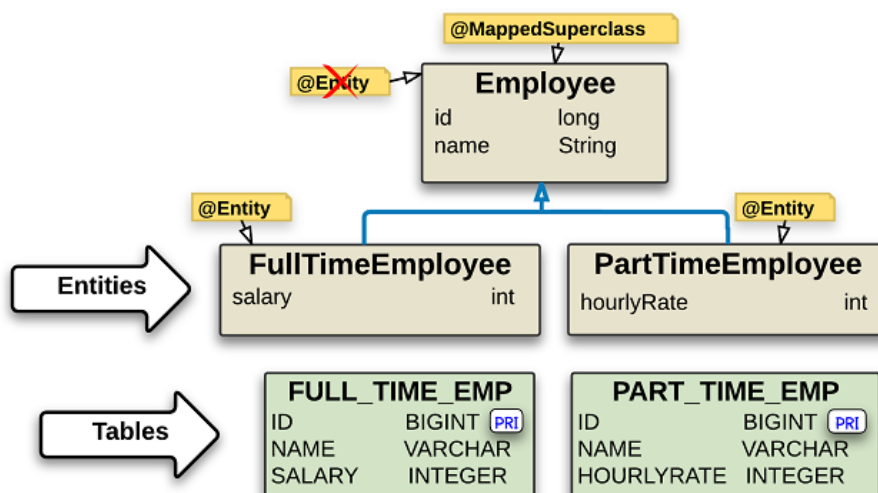 @MappedSuperclass
@Entity
Employee
id long
name String
@Entity
@Entity
Entities
FullTimeEmployee
salary int
PartTimeEmployee
hourlyRate int
Tables
FULL_TIME_EMP
ID BIGINT PRI
NAME VARCHAR
SALARY INTEGER
PART_TIME_EMP
ID BIGINT PRI
NAME VARCHAR
HOURLYRATE INTEGER